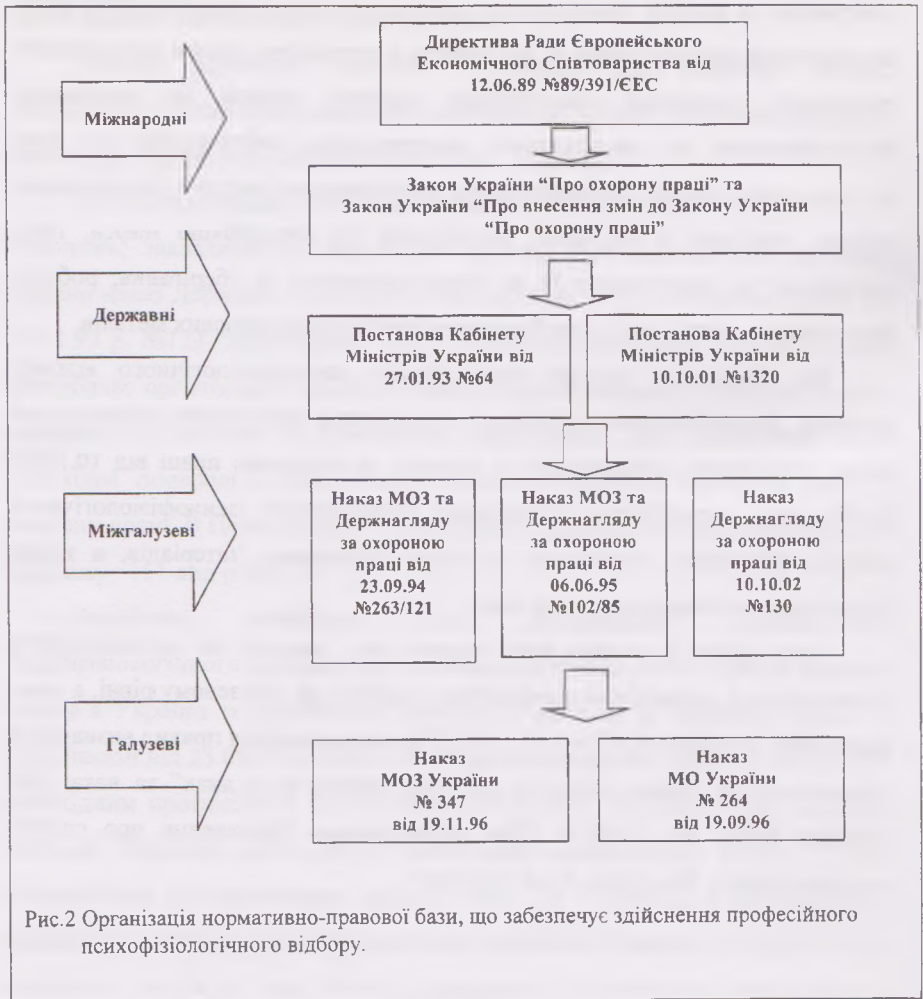 Директива Ради Європейського
Економічного Співтовариства від
12.06.89 №89/391/ЄЕС
Міжнародні
Закон України “Про охорону праці” та
Закон України “Про внесення змін до Закону України
“Про охорону праці”
Державні
Постанова Кабінету
Міністрів України від
27.01.93 №64
Постанова Кабінету
Міністрів України від
10.10.01 №1320
Міжгалузеві
Наказ МОЗ та
Держнагляду
за охороною
праці від
23.09.94
№263/121
Наказ МОЗ та
Держнагляду
за охороною
праці від
06.06.95
№102/85
Наказ
Держнагляду
за охороною
праці від
10.10.02
№130
Галузеві
Наказ
МОЗ України
№ 347
від 19.11.96
Наказ
МО України
№ 264
від 19.09.96
Рис.2 Організація нормативно-правової бази, що забезпечує здійснення професійного
психофізіологічного відбору.